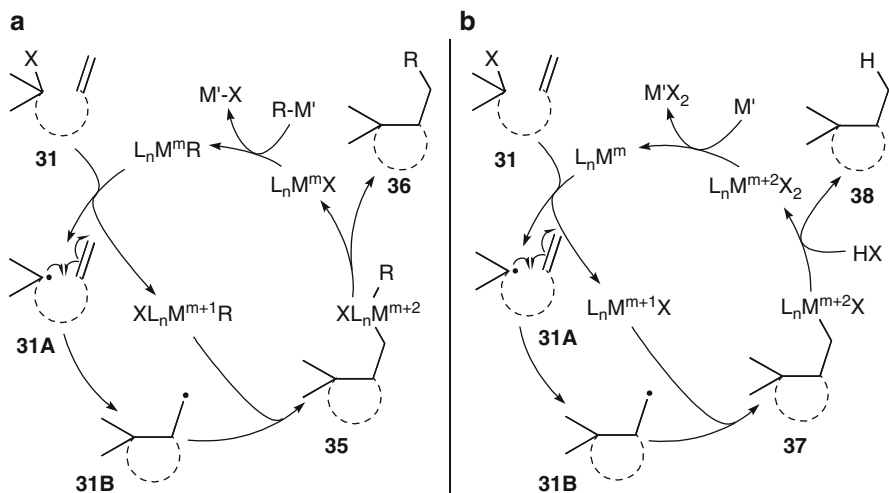 a
X
M'-X
R-M'
R
31
LₙMᵐR
LₙMᵐX
36
R
31A
XLₙMᵐ⁺¹R
XLₙMᵐ⁺²
31B
35
b
X
M'X₂
M'
H
31
LₙMᵐ
LₙMᵐ⁺²X₂
38
HX
31A
LₙMᵐ⁺¹X
LₙMᵐ⁺²X
31B
37